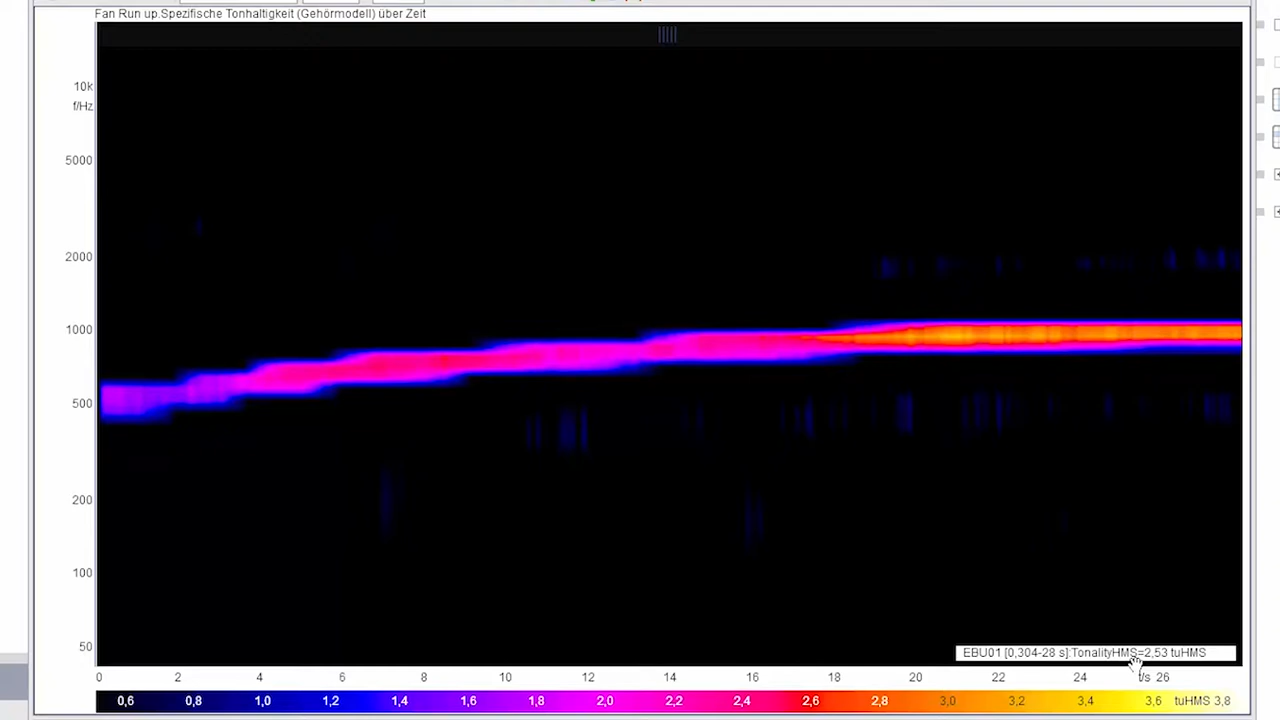 Fan Run up.Spezifische Tonhaltigkeit (Gehörmodell) über Zeit
10k
f/Hz
5000
2000
1000
500
200
100
50
EBU01 [0,304-28 s]:TonalityHMS=2,53 tuHMS
0 2 4 6 8 10 12 14 16 18 20 22 24 t/s 26
0,6 0,8 1,0 1,2 1,4 1,6 1,8 2,0 2,2 2,4 2,6 2,8 3,0 3,2 3,4 3,6 tuHMS 3,8